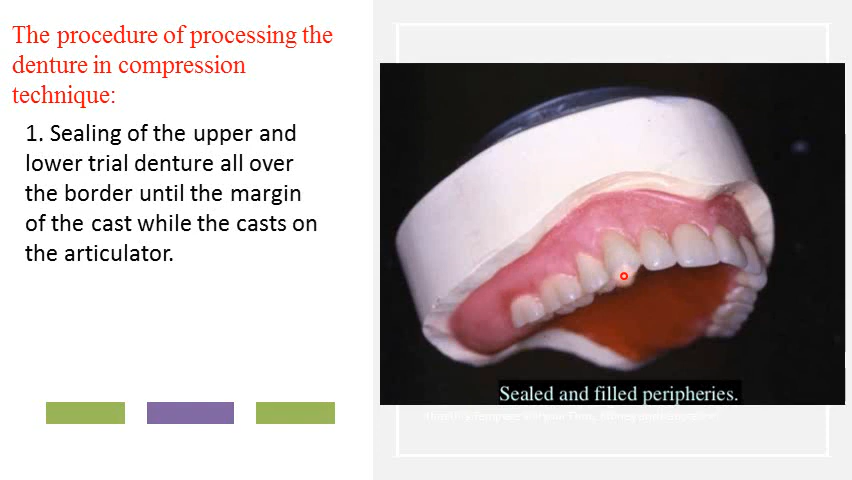 The procedure of processing the
denture in compression
technique:
1. Sealing of the upper and
lower trial denture all over
the border until the margin
of the cast while the casts on
the articulator.
Sealed and filled peripheries.